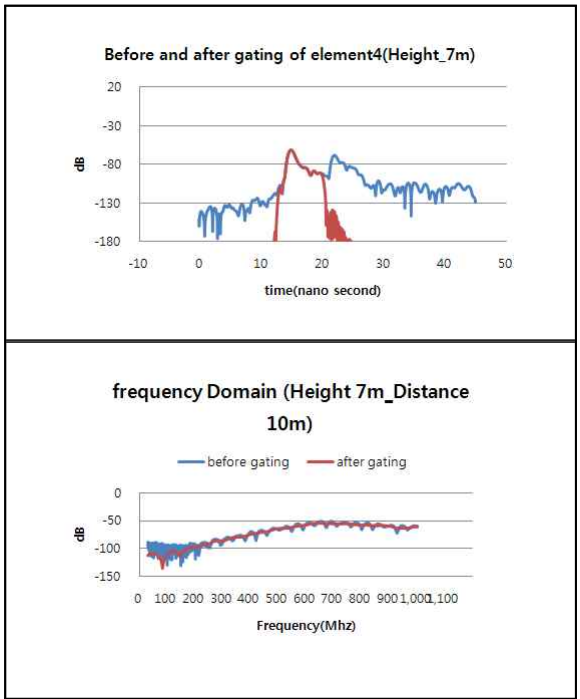 Before and after gating of element4(Height_7m)
20
-30
-80
-130
-180
dB
-10 0 10 20 30 40 50
time(nano second)
frequency Domain (Height 7m_Distance
10m)
before gating after gating
0
-50
-100
-150
dB
0 100 200 300 400 500 600 700 800 900 1,000 1,100
Frequency(Mhz)